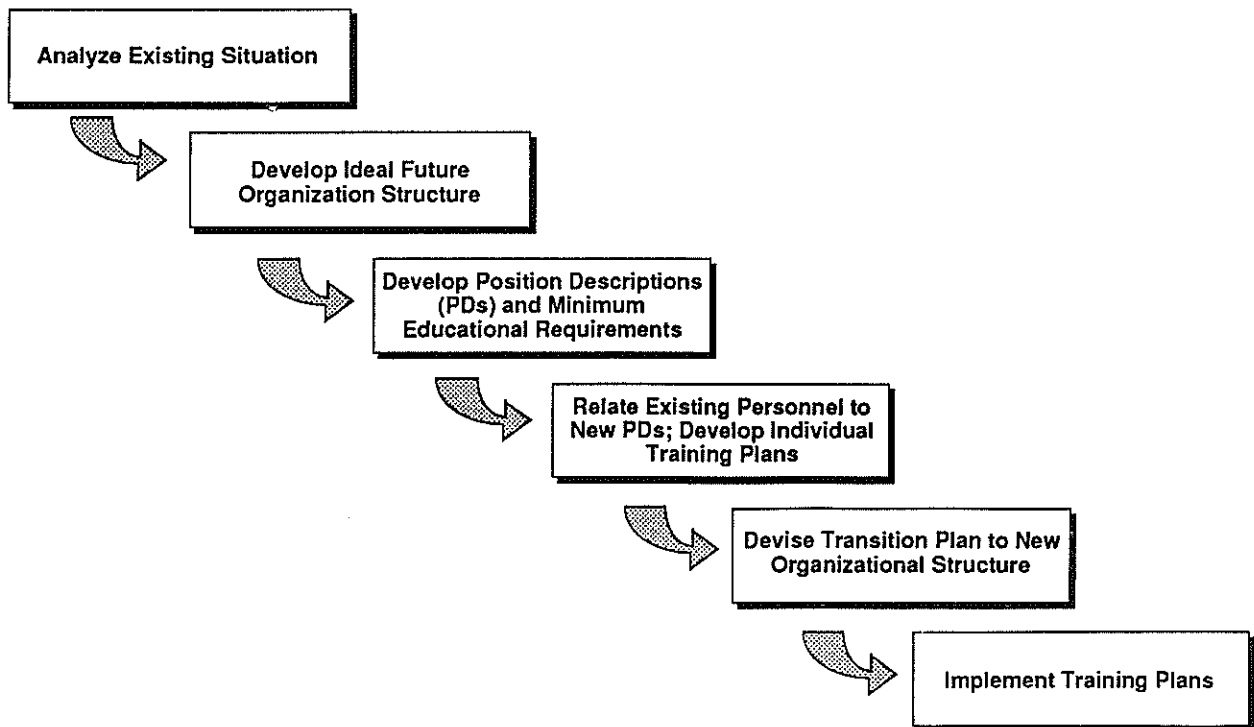 Analyze Existing Situation
Develop Ideal Future
Organization Structure
Develop Position Descriptions
(PDs) and Minimum
Educational Requirements
Relate Existing Personnel to
New PDs; Develop Individual
Training Plans
Devise Transition Plan to New
Organizational Structure
Implement Training Plans